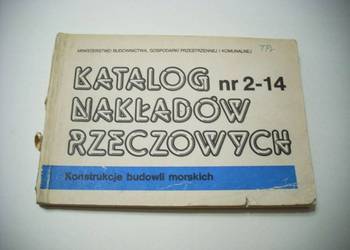 MINISTERSTWO BUDOWNICTWA, GOSPODARKI PRZESTRZENNEJ I KOMUNALNEJ
KATALOG nr 2-14
NAKŁADÓW
RZECZOWYCH
Konstrukcje budowli morskich